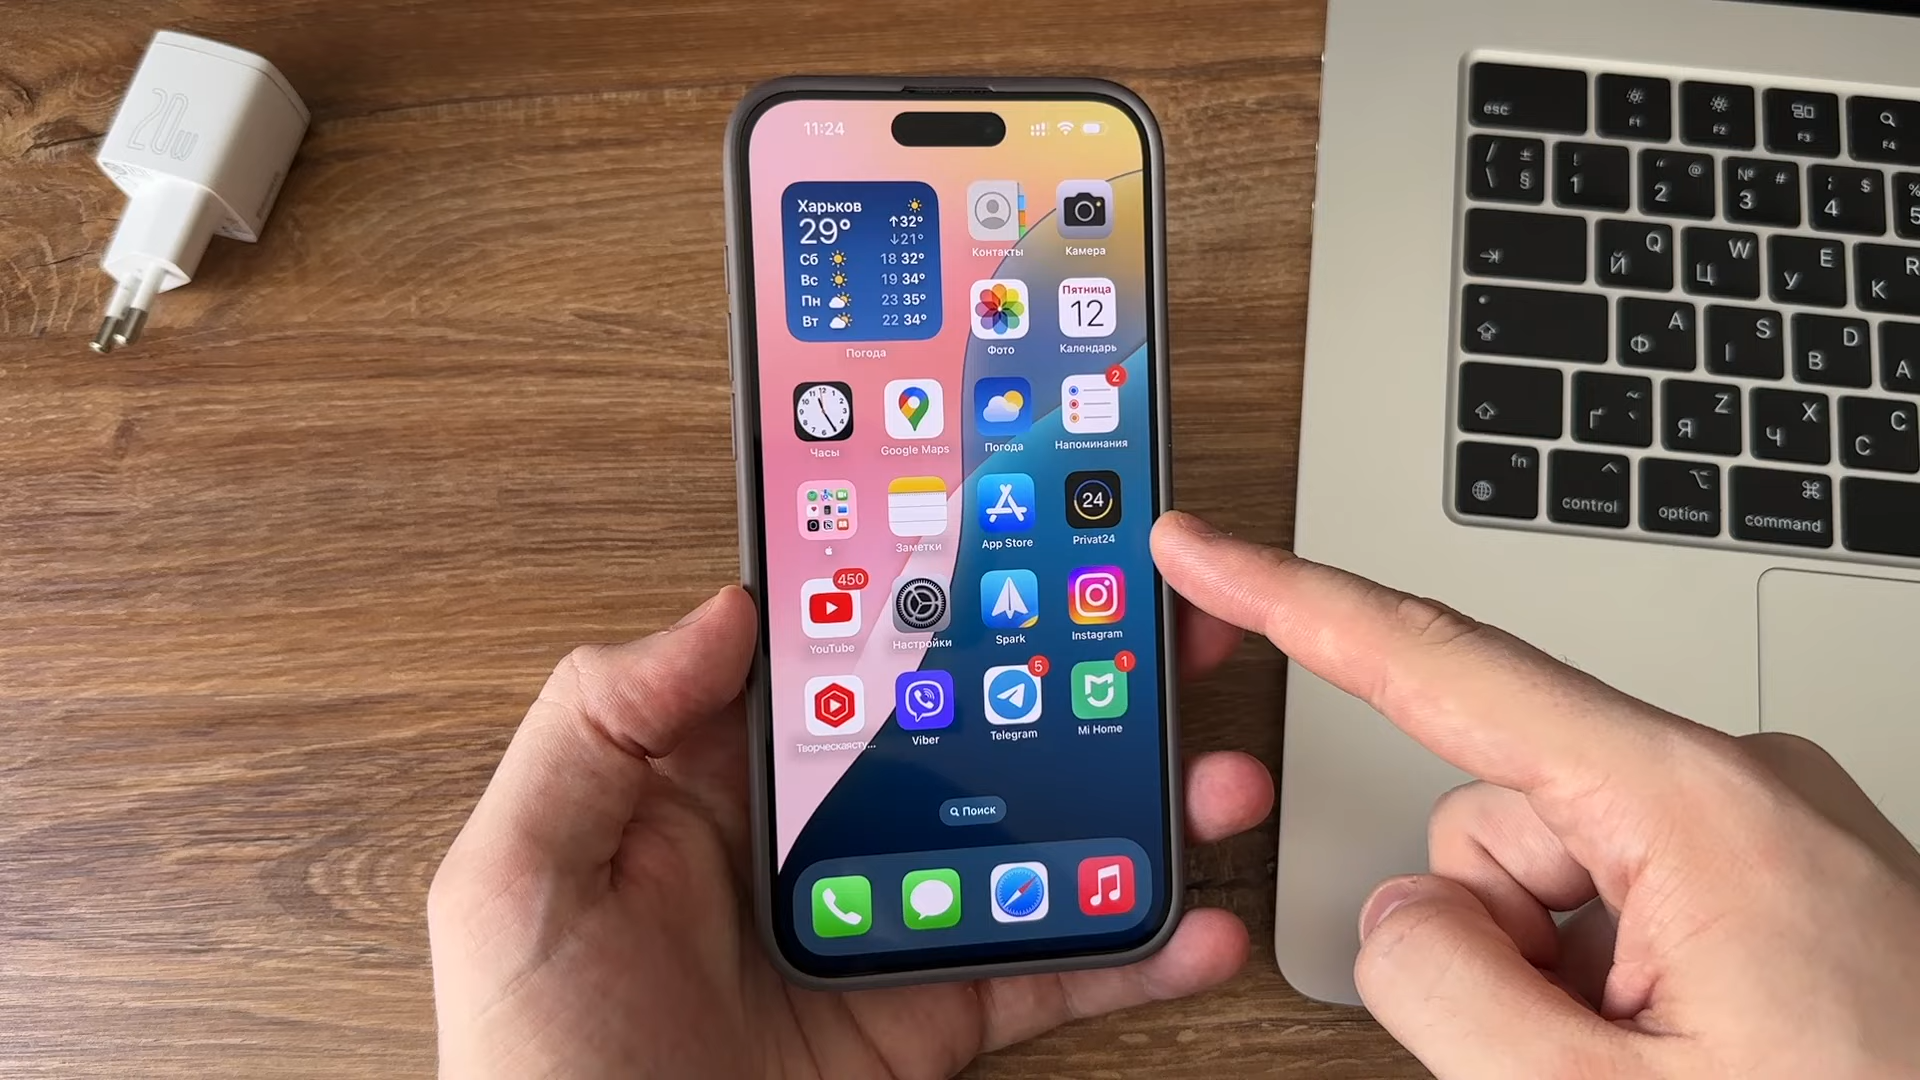 20w
11:24
Харьков
29°
↑32°
↓21°
Сб 18 32°
Вс 19 34°
Пн 23 35°
Вт 22 34°
Погода
Контакты
Камера
Фото
Пятница
12
Календарь
Часы
Google Maps
Погода
2
Напоминания
Заметки
App Store
24
Privat24
450
YouTube
Настройки
Spark
Instagram
Творческаясту...
Viber
5
Telegram
1
Mi Home
Поиск
esc
F1
F2
F3
F4
/ ±
\ §
!
1
" @
2
№ #
3
; $
4
%
5
Q Й
W Ц
E У
R К
A Ф
S І
D В
А
ґ
Z Я
X Ч
C С
fn
control
option
⌘
command